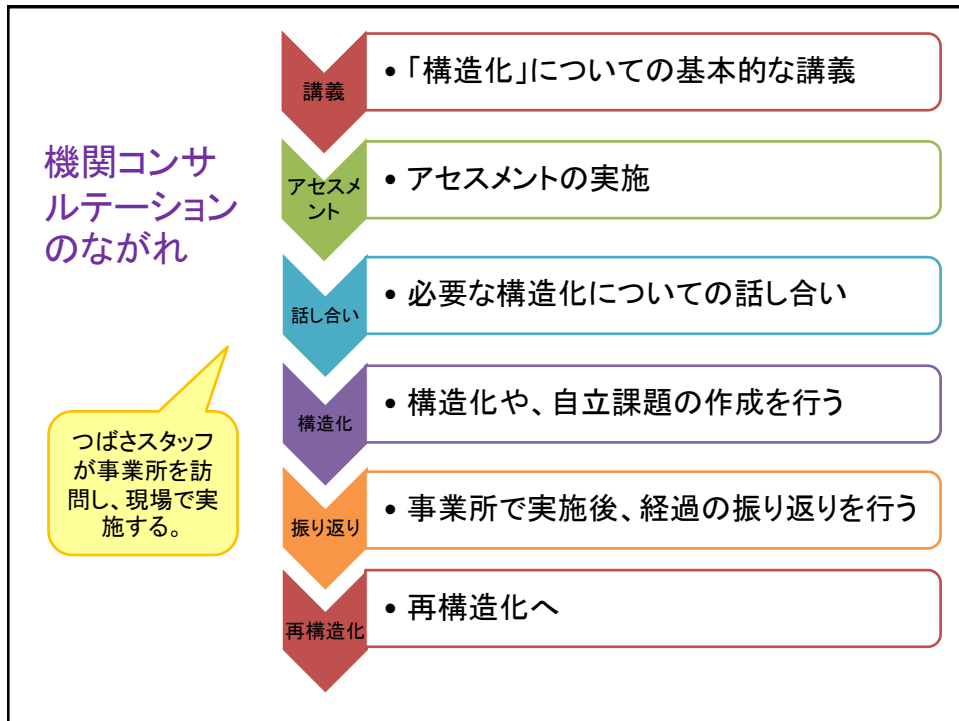 機関コンサ
ルテーション
のながれ
講義
• 「構造化」についての基本的な講義
アセスメ
ント
• アセスメントの実施
話し合い
• 必要な構造化についての話し合い
構造化
• 構造化や、自立課題の作成を行う
振り返り
• 事業所で実施後、経過の振り返りを行う
再構造化
• 再構造化へ
つばさスタッフ
が事業所を訪
問し、現場で実
施する。